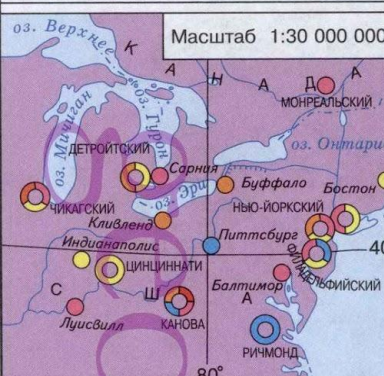 оз. Верхнее
Масштаб 1:30 000 000
К А Н А Д А
МОНРЕАЛЬСКИЙ
оз. Мичиган
оз. Гурон
оз. Онтарио
ДЕТРОЙТСКИЙ
Сарния
оз. Эри
Буффало
Бостон
ЧИКАГСКИЙ
НЬЮ-ЙОРКСКИЙ
Кливленд
Питтсбург
Индианаполис
40
ЦИНЦИННАТИ
ФИЛАДЕЛЬФИЙСКИЙ
Балтимор
С Ш А
Луисвилл
КАНОВА
РИЧМОНД
80°